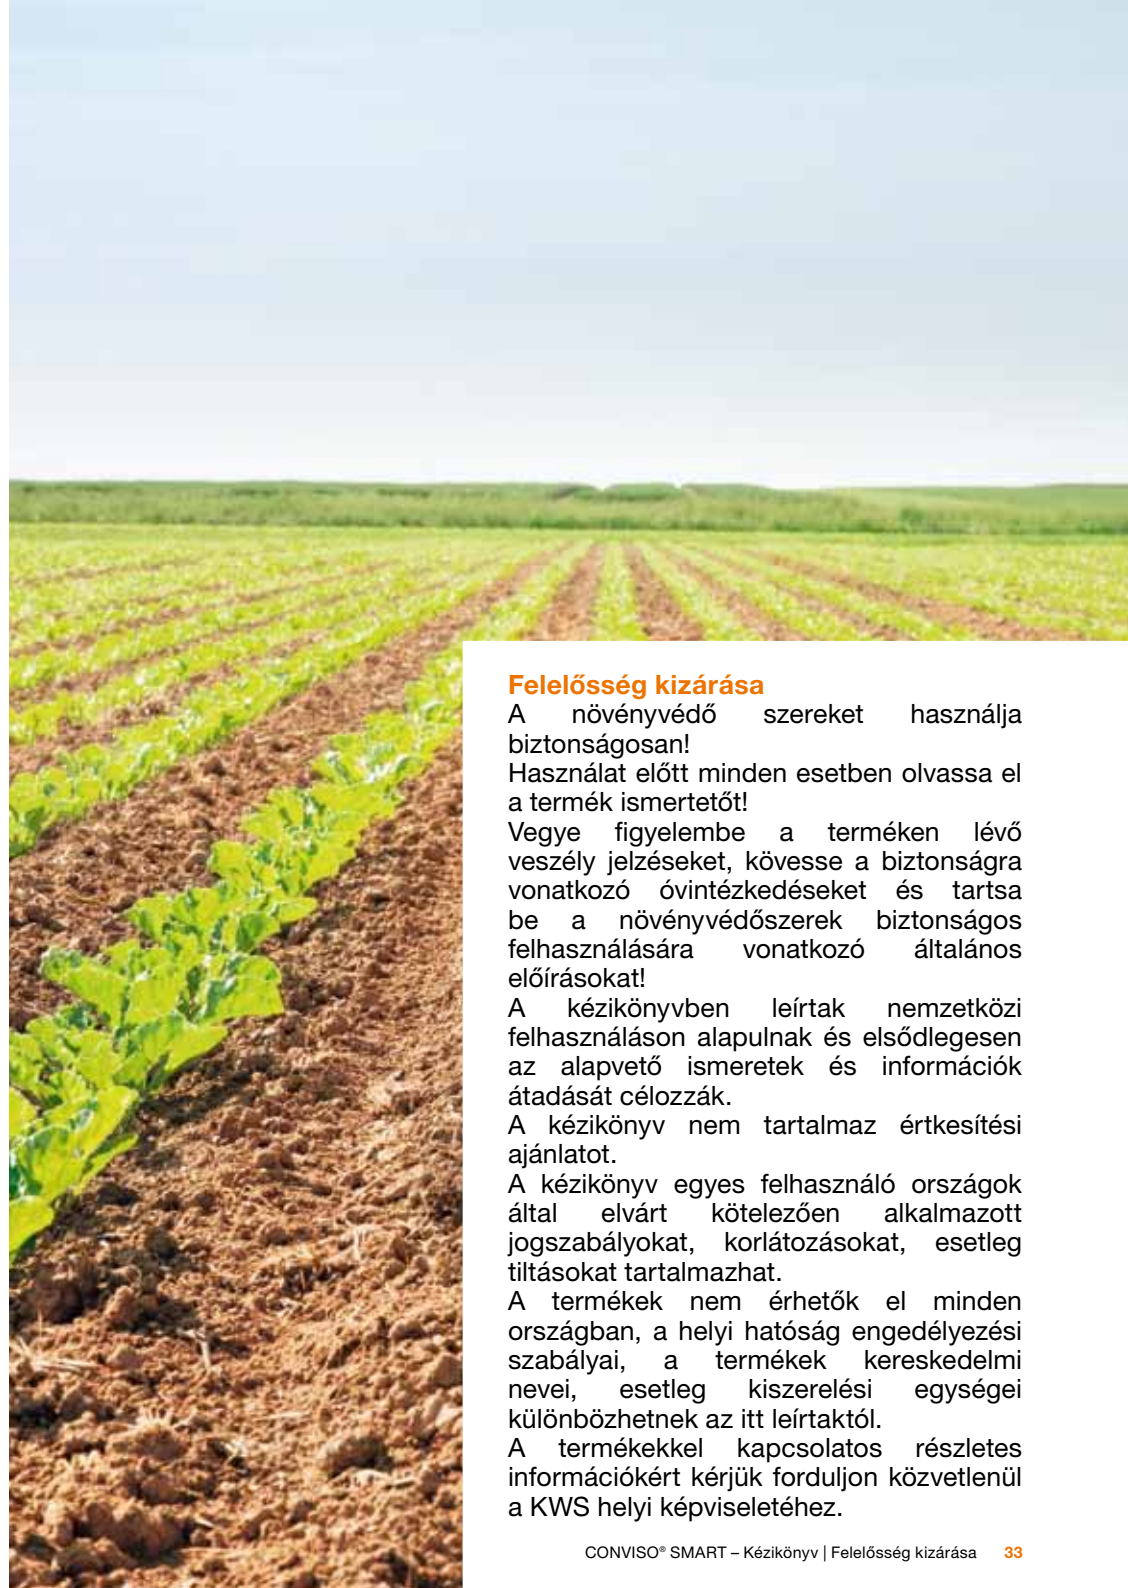 Felelősség kizárása
A növényvédő szereket használja
biztonságosan!
Használat előtt minden esetben olvassa el
a termék ismertetőt!
Vegye figyelembe a terméken lévő
veszély jelzéseket, kövesse a biztonságra
vonatkozó óvintézkedéseket és tartsa
be a növényvédőszerek biztonságos
felhasználására vonatkozó általános
előírásokat!
A kézikönyvben leírtak nemzetközi
felhasználáson alapulnak és elsődlegesen
az alapvető ismeretek és információk
átadását célozzák.
A kézikönyv nem tartalmaz értkesítési
ajánlatot.
A kézikönyv egyes felhasználó országok
által elvárt kötelezően alkalmazott
jogszabályokat, korlátozásokat, esetleg
tiltásokat tartalmazhat.
A termékek nem érhetők el minden
országban, a helyi hatóság engedélyezési
szabályai, a termékek kereskedelmi
nevei, esetleg kiszerelési egységei
különbözhetnek az itt leírtaktól.
A termékekkel kapcsolatos részletes
információkért kérjük forduljon közvetlenül
a KWS helyi képviseletéhez.
CONVISO® SMART – Kézikönyv | Felelősség kizárása 33